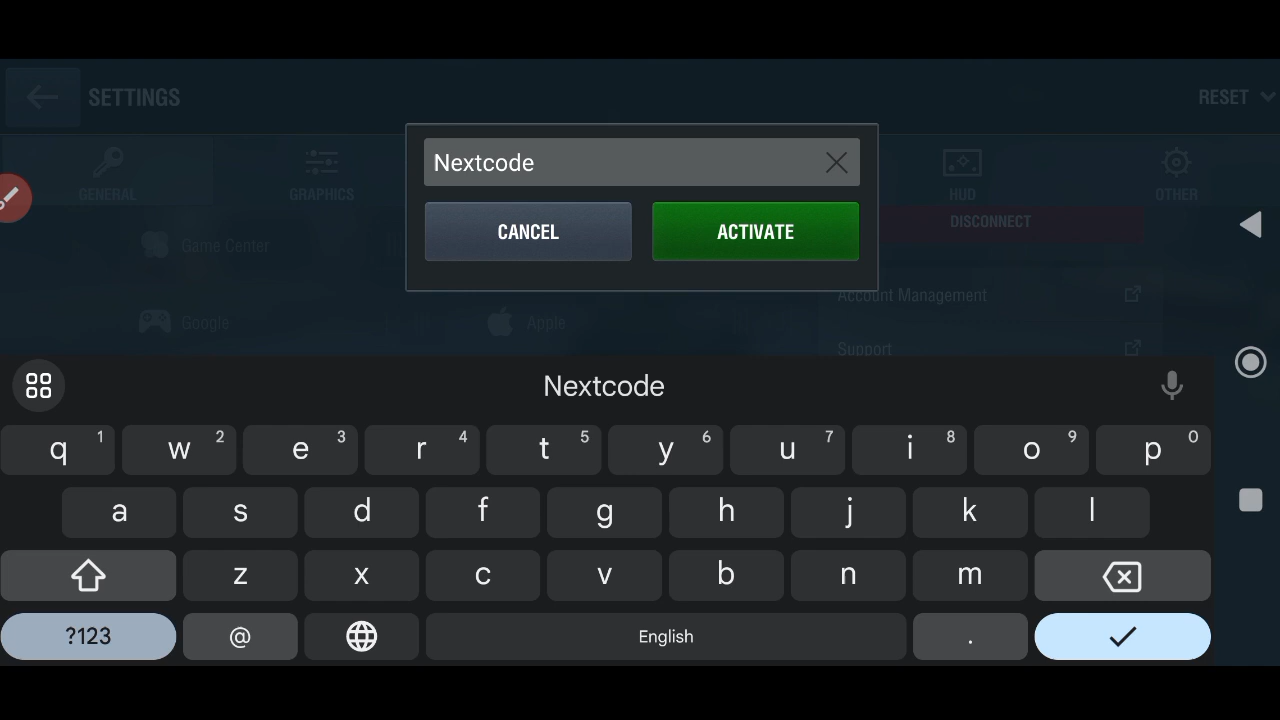 SETTINGS
RESET
Nextcode
CANCEL
ACTIVATE
GENERAL
GRAPHICS
HUD
OTHER
DISCONNECT
Game Center
Account Management
Google
Apple
Support
Nextcode
q 1 w 2 e 3 r 4 t 5 y 6 u 7 i 8 o 9 p 0
a s d f g h j k l
z x c v b n m
?123 @ English .